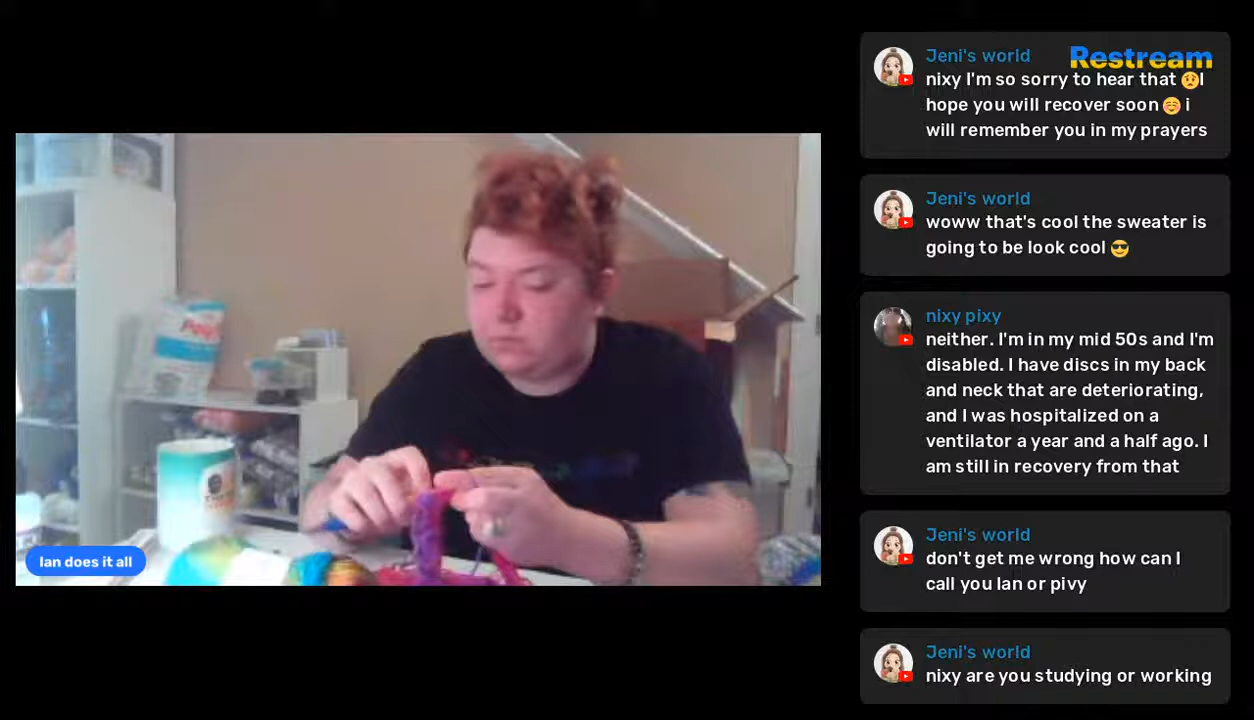 Restream
Jeni's world
nixy I'm so sorry to hear that 😟I
hope you will recover soon ☺️ i
will remember you in my prayers
Jeni's world
woww that's cool the sweater is
going to be look cool 😎
nixy pixy
neither. I'm in my mid 50s and I'm
disabled. I have discs in my back
and neck that are deteriorating,
and I was hospitalized on a
ventilator a year and a half ago. I
am still in recovery from that
Jeni's world
don't get me wrong how can I
call you Ian or pivy
Jeni's world
nixy are you studying or working
Ian does it all